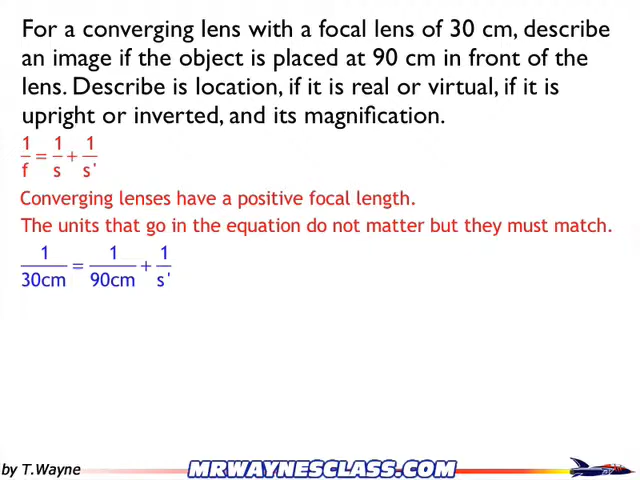 For a converging lens with a focal lens of 30 cm, describe
an image if the object is placed at 90 cm in front of the
lens. Describe is location, if it is real or virtual, if it is
upright or inverted, and its magnification.
1/f = 1/s + 1/s'
Converging lenses have a positive focal length.
The units that go in the equation do not matter but they must match.
1/30cm = 1/90cm + 1/s'
by T.Wayne
MRWAYNESCLASS.COM